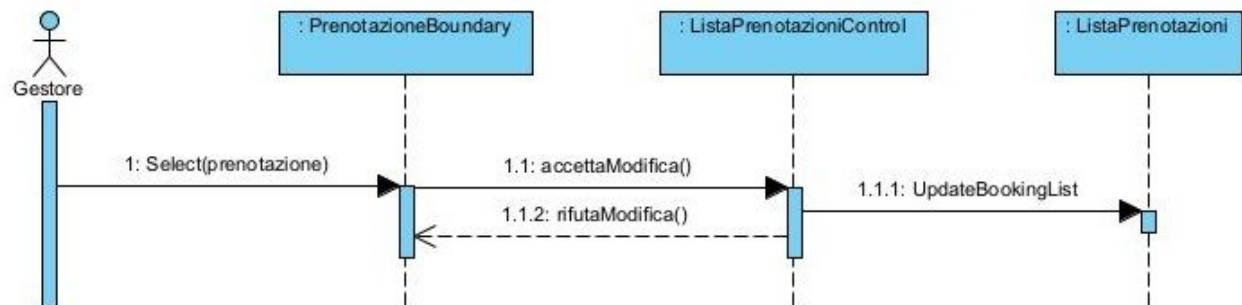 : PrenotazioneBoundary
: ListaPrenotazioniControl
: ListaPrenotazioni
Gestore
1: Select(prenotazione)
1.1: accettaModifica()
1.1.1: UpdateBookingList
1.1.2: rifutaModifica()